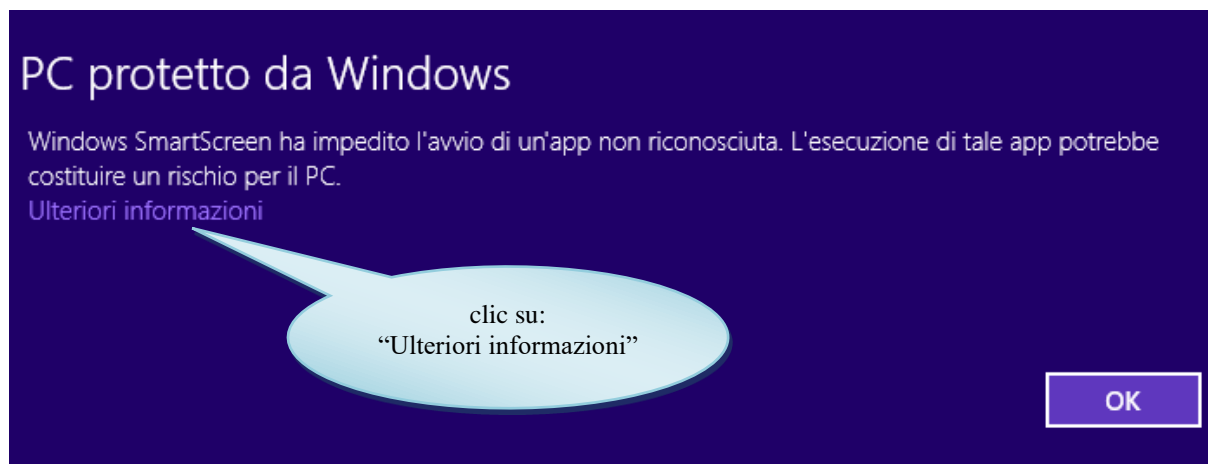 PC protetto da Windows
Windows SmartScreen ha impedito l'avvio di un'app non riconosciuta. L'esecuzione di tale app potrebbe
costituire un rischio per il PC.
Ulteriori informazioni
clic su:
“Ulteriori informazioni”
OK